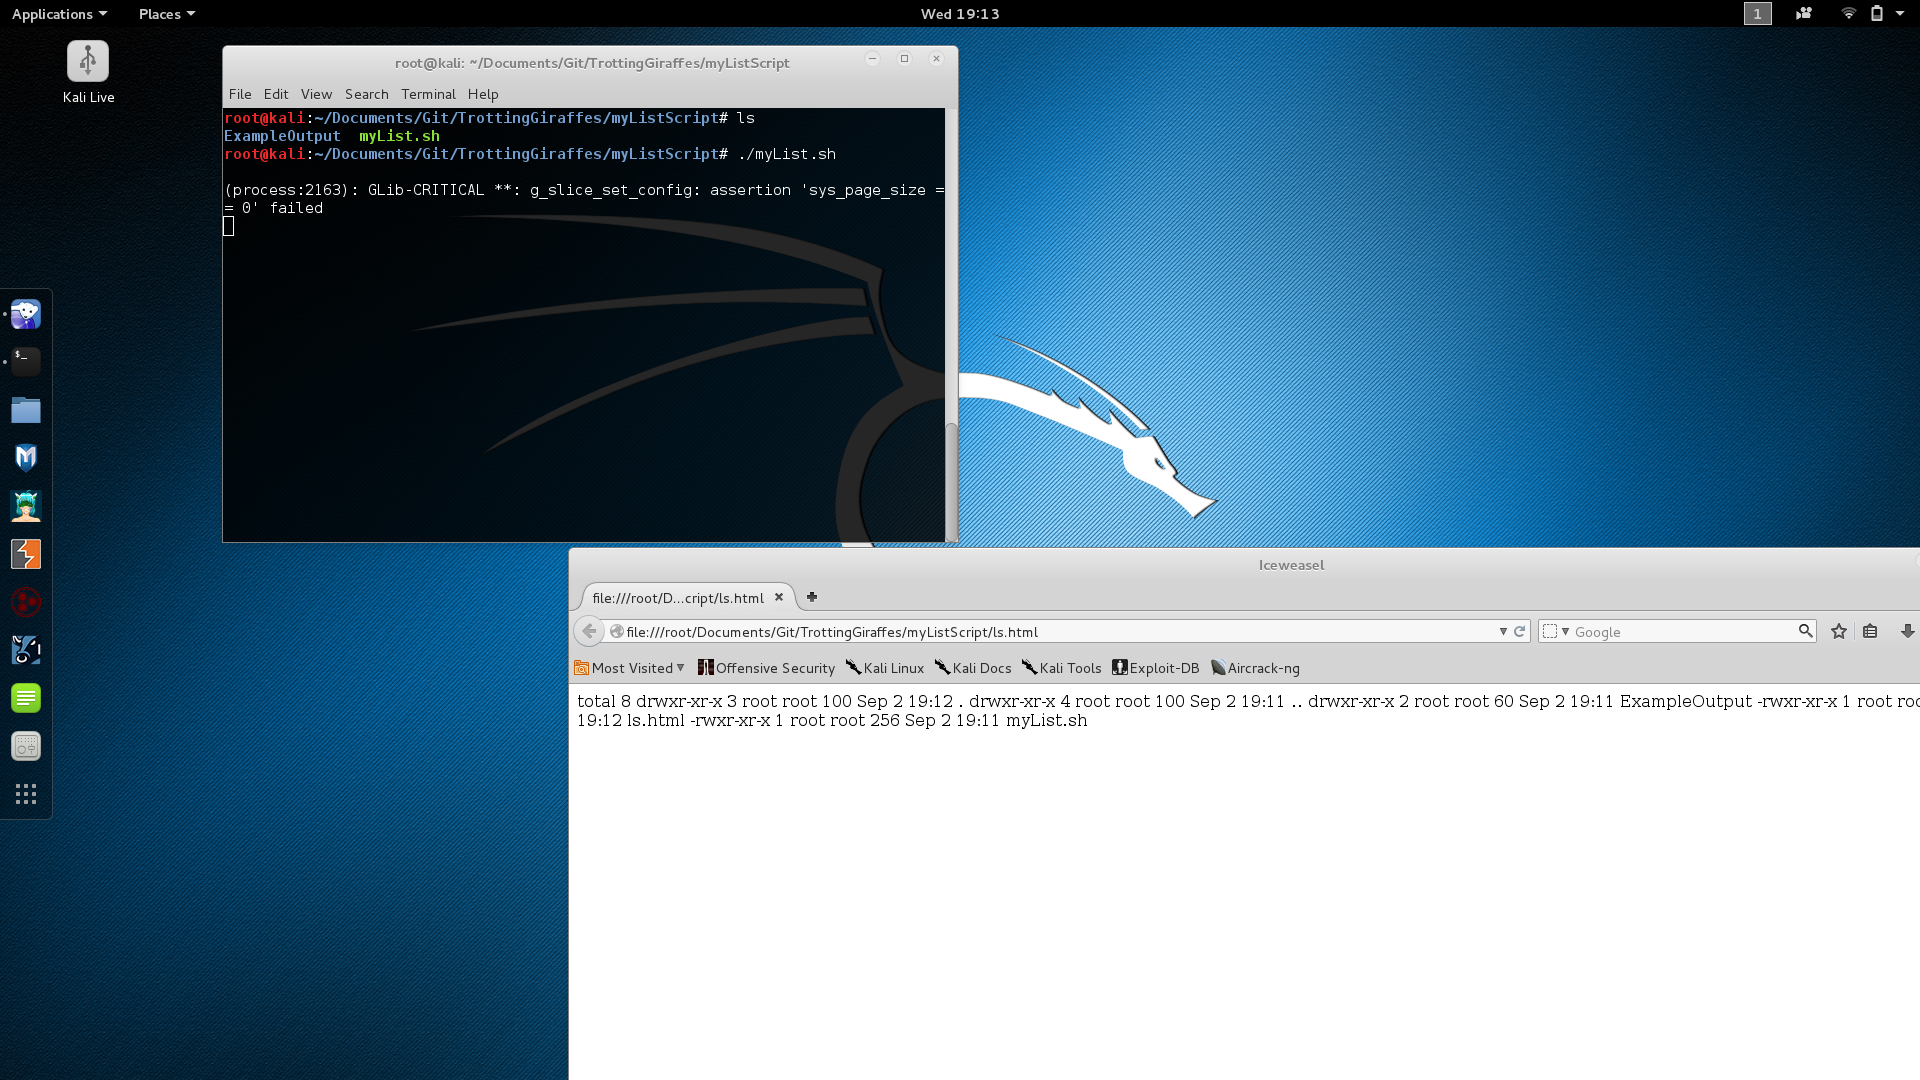 Applications Places Wed 19:13 1
Kali Live
root@kali: ~/Documents/Git/TrottingGiraffes/myListScript
File Edit View Search Terminal Help
root@kali:~/Documents/Git/TrottingGiraffes/myListScript# ls
ExampleOutput myList.sh
root@kali:~/Documents/Git/TrottingGiraffes/myListScript# ./myList.sh
(process:2163): GLib-CRITICAL **: g_slice_set_config: assertion 'sys_page_size =
= 0' failed
$_
Iceweasel
file:///root/D...cript/ls.html
file:///root/Documents/Git/TrottingGiraffes/myListScript/ls.html Google
Most Visited Offensive Security Kali Linux Kali Docs Kali Tools Exploit-DB Aircrack-ng
total 8 drwxr-xr-x 3 root root 100 Sep 2 19:12 . drwxr-xr-x 4 root root 100 Sep 2 19:11 .. drwxr-xr-x 2 root root 60 Sep 2 19:11 ExampleOutput -rwxr-xr-x 1 root
19:12 ls.html -rwxr-xr-x 1 root root 256 Sep 2 19:11 myList.sh